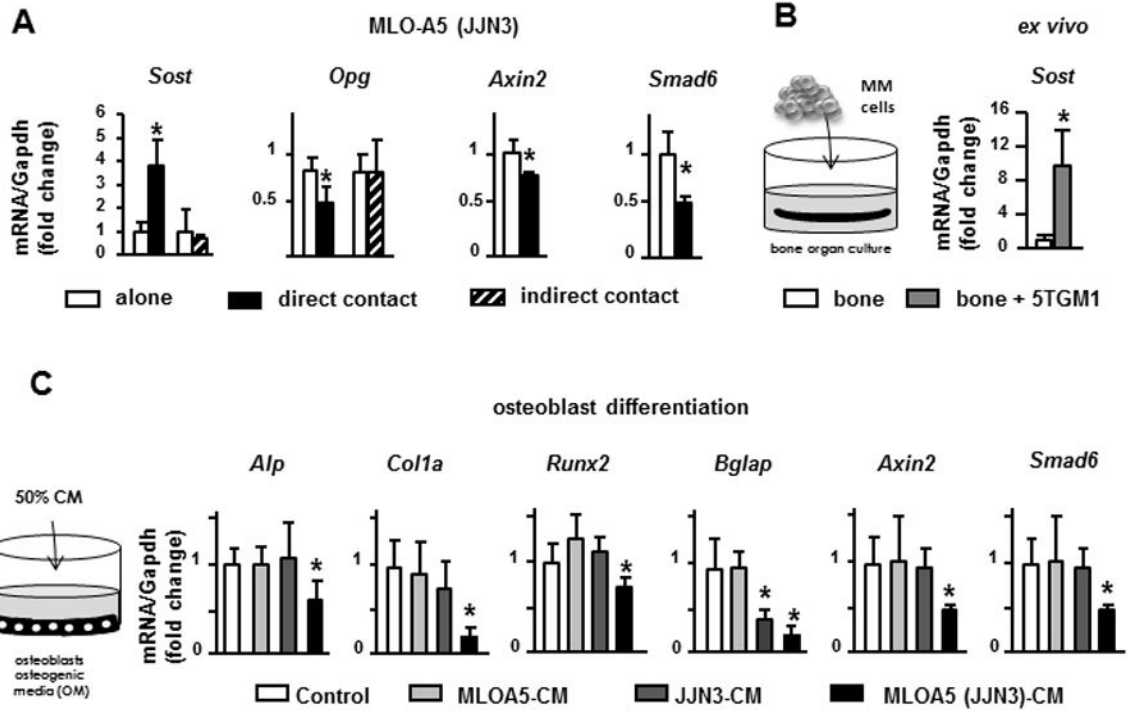 A
MLO-A5 (JJN3)
Sost
Opg
Axin2
Smad6
mRNA/Gapdh
(fold change)
6
5
4
3
2
1
0
*
1
0.5
0
*
1
0.5
0
*
1
0.5
0
*
alone
direct contact
indirect contact
B
ex vivo
MM
cells
bone organ culture
Sost
mRNA/Gapdh
(fold change)
16
12
8
4
0
*
bone
bone + 5TGM1
C
osteoblast differentiation
50% CM
osteoblasts
osteogenic
media (OM)
mRNA/Gapdh
(fold change)
Alp
Col1a
Runx2
Bglap
Axin2
Smad6
1
0
*
1
0
*
1
0
*
1
0
* *
1
0
*
1
0
*
Control
MLOA5-CM
JJN3-CM
MLOA5 (JJN3)-CM